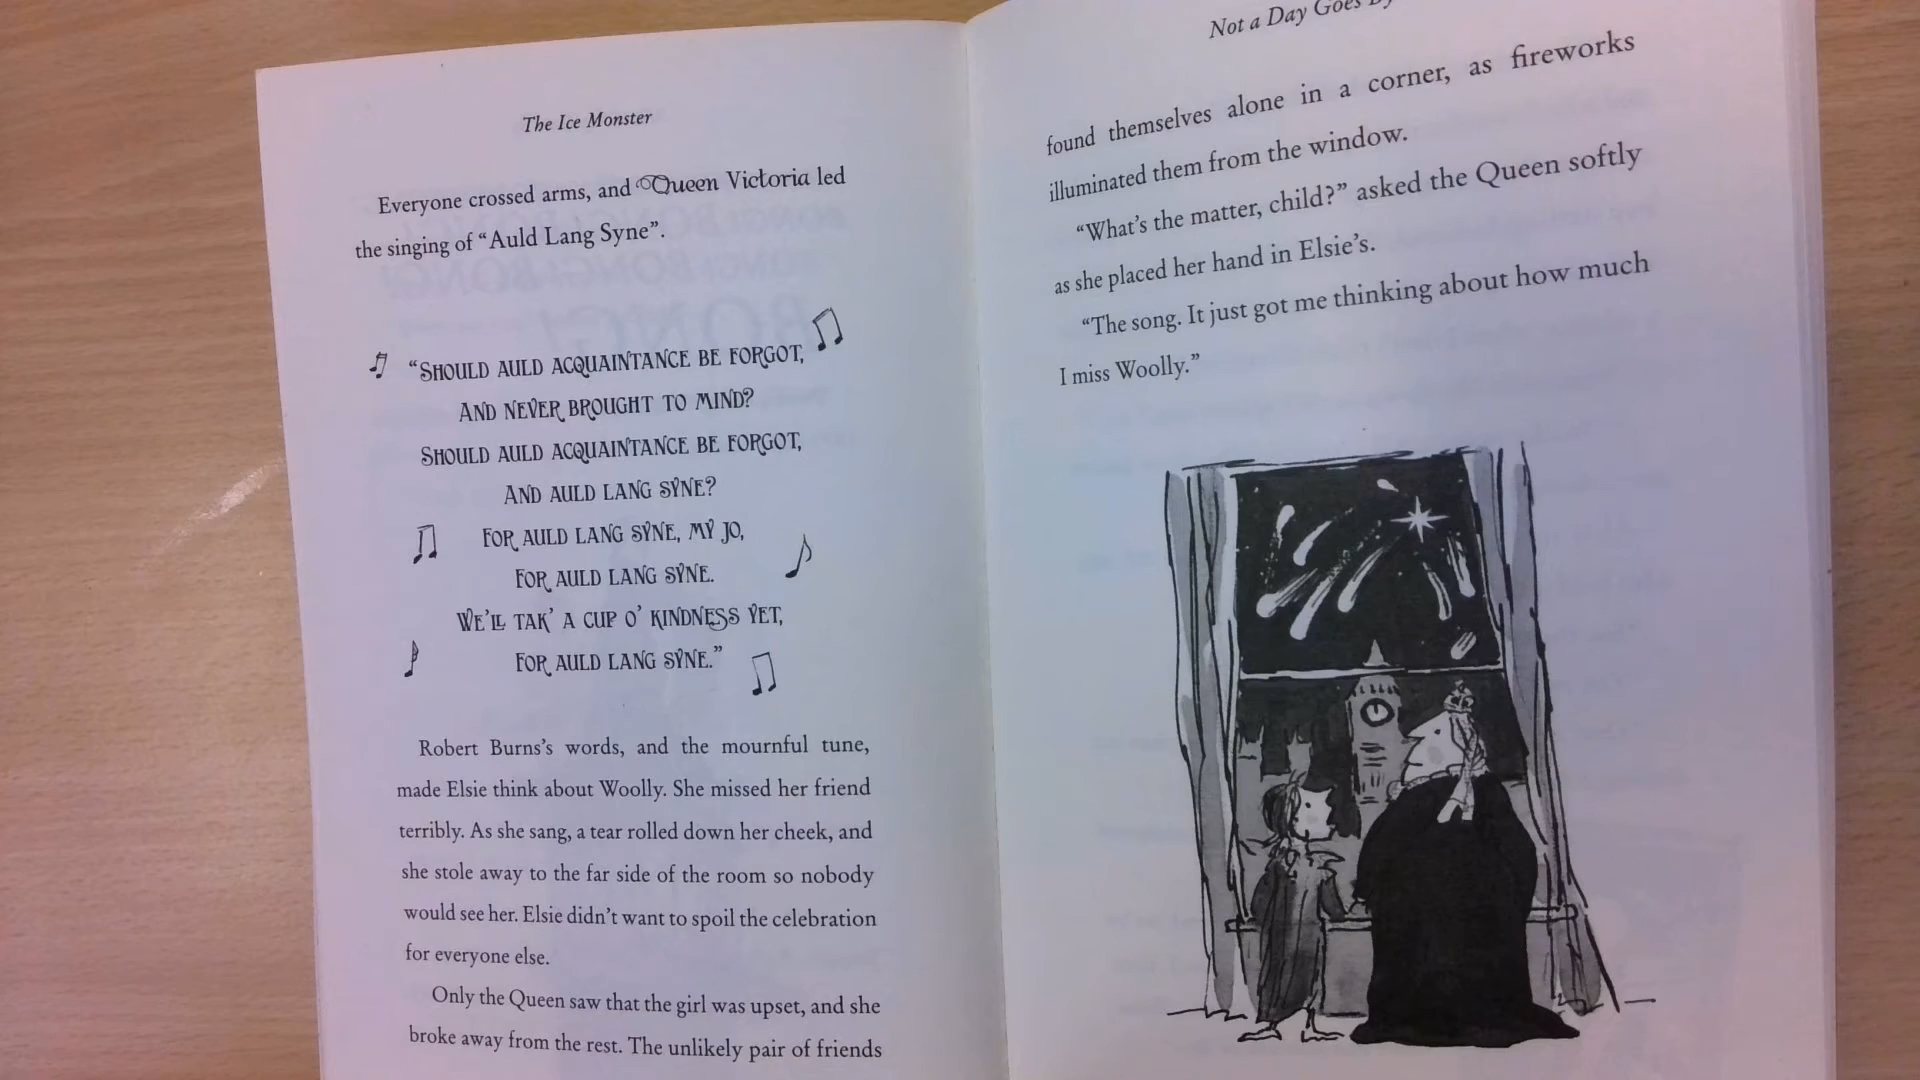 The Ice Monster
Everyone crossed arms, and Queen Victoria led
the singing of “Auld Lang Syne”.
“SHOULD AULD ACQUAINTANCE BE FORGOT,
AND NEVER BROUGHT TO MIND?
SHOULD AULD ACQUAINTANCE BE FORGOT,
AND AULD LANG SYNE?
FOR AULD LANG SYNE, MY JO,
FOR AULD LANG SYNE.
WE’LL TAK’ A CUP O’ KINDNESS YET,
FOR AULD LANG SYNE.”
Robert Burns’s words, and the mournful tune,
made Elsie think about Woolly. She missed her friend
terribly. As she sang, a tear rolled down her cheek, and
she stole away to the far side of the room so nobody
would see her. Elsie didn’t want to spoil the celebration
for everyone else.
Only the Queen saw that the girl was upset, and she
broke away from the rest. The unlikely pair of friends
Not a Day Goes By
found themselves alone in a corner, as fireworks
illuminated them from the window.
“What’s the matter, child?” asked the Queen softly
as she placed her hand in Elsie’s.
“The song. It just got me thinking about how much
I miss Woolly.”